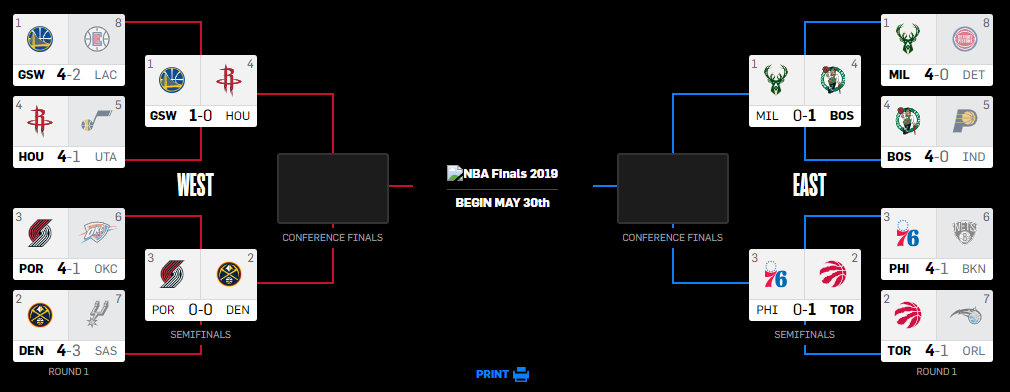 1 8
GSW 4-2 LAC
4 5
HOU 4-1 UTA
1 4
GSW 1-0 HOU
WEST
3 6
POR 4-1 OKC
2 7
DEN 4-3 SAS
ROUND 1
3 2
POR 0-0 DEN
SEMIFINALS
CONFERENCE FINALS
NBA Finals 2019
BEGIN MAY 30th
PRINT
1 8
MIL 4-0 DET
4 5
BOS 4-0 IND
1 4
MIL 0-1 BOS
EAST
CONFERENCE FINALS
3 6
76 NETS
PHI 4-1 BKN
2 7
TOR 4-1 ORL
ROUND 1
3 2
76
PHI 0-1 TOR
SEMIFINALS